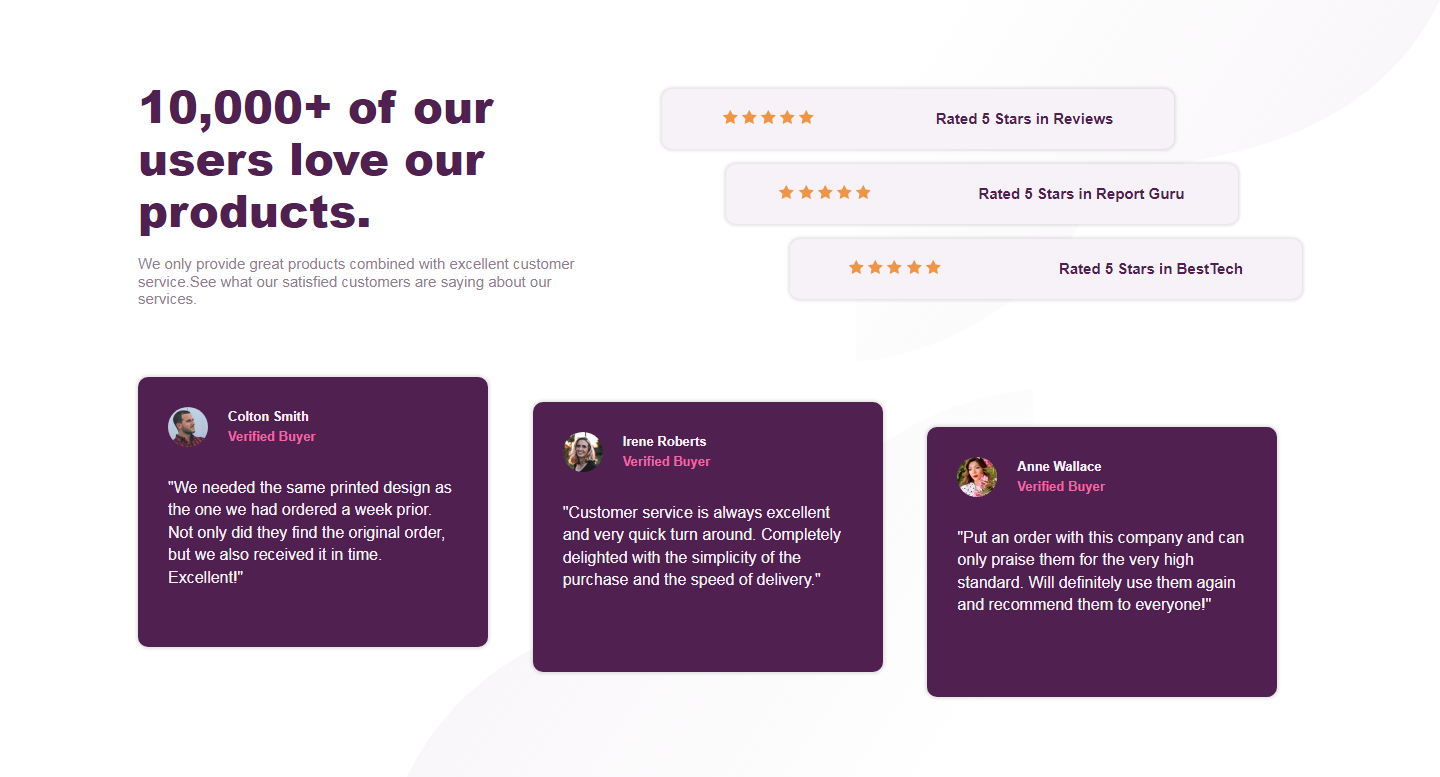 10,000+ of our
users love our
products.
We only provide great products combined with excellent customer
service.See what our satisfied customers are saying about our
services.
Rated 5 Stars in Reviews
Rated 5 Stars in Report Guru
Rated 5 Stars in BestTech
Colton Smith
Verified Buyer
"We needed the same printed design as
the one we had ordered a week prior.
Not only did they find the original order,
but we also received it in time.
Excellent!"
Irene Roberts
Verified Buyer
"Customer service is always excellent
and very quick turn around. Completely
delighted with the simplicity of the
purchase and the speed of delivery."
Anne Wallace
Verified Buyer
"Put an order with this company and can
only praise them for the very high
standard. Will definitely use them again
and recommend them to everyone!"